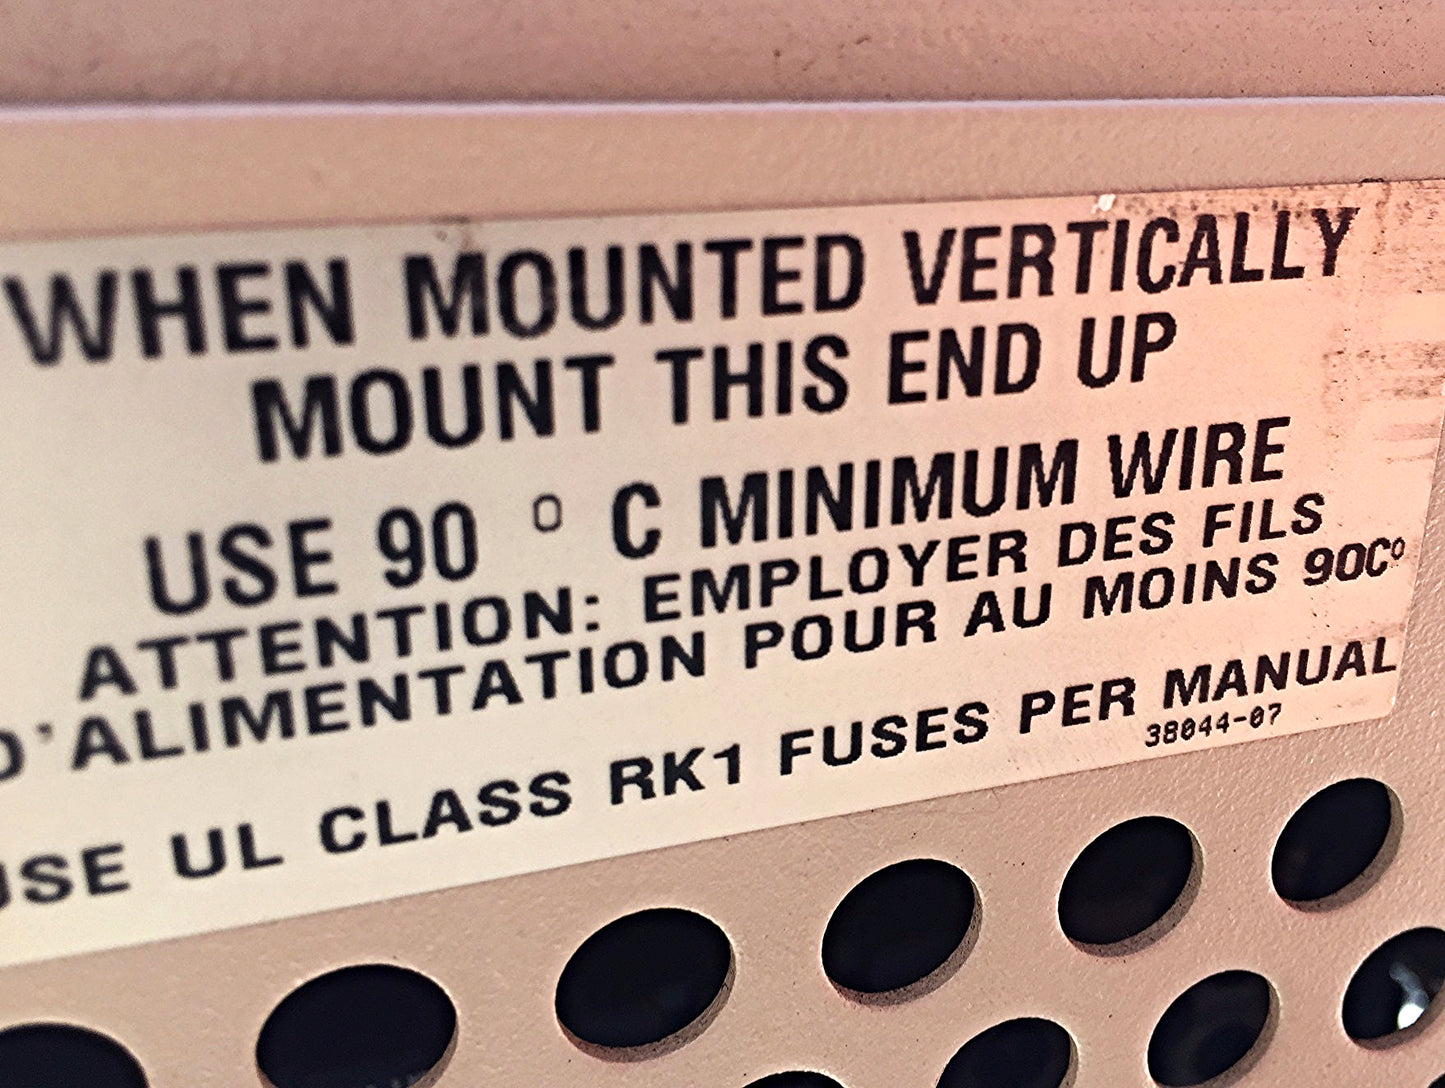 WHEN MOUNTED VERTICALLY
MOUNT THIS END UP
USE 90 ° C MINIMUM WIRE
ATTENTION: EMPLOYER DES FILS
D'ALIMENTATION POUR AU MOINS 90C°
USE UL CLASS RK1 FUSES PER MANUAL
38044-07